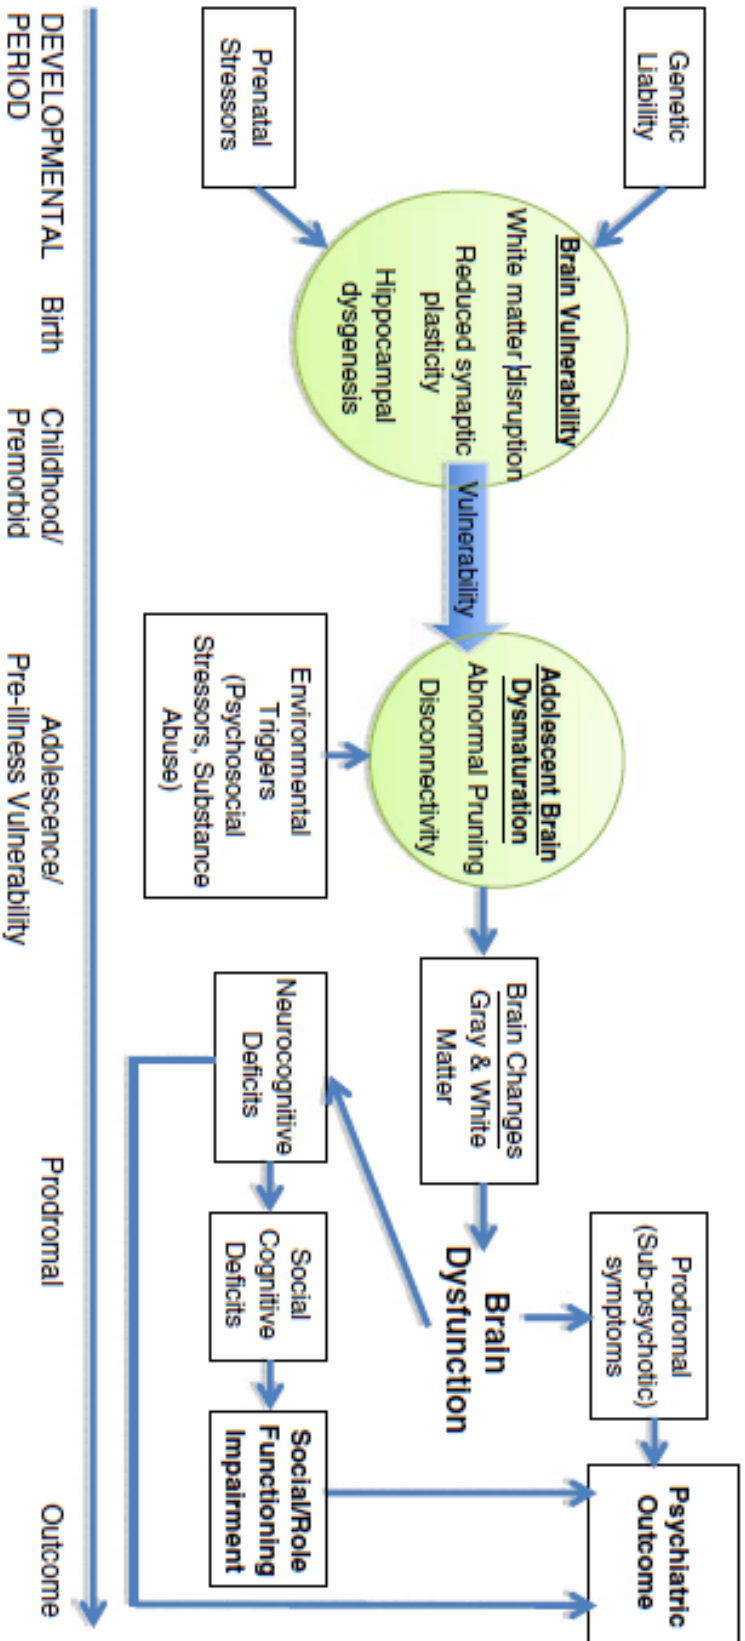 Genetic
Liability
Prenatal
Stressors
Brain Vulnerability
White matter disruption
Reduced synaptic
plasticity
Hippocampal
dysgenesis
Vulnerability
Adolescent Brain
Dysmaturation
Abnormal Pruning
Disconnectivity
Environmental
Triggers
(Psychosocial
Stressors, Substance
Abuse)
Brain Changes
Gray & White
Matter
Brain
Dysfunction
Prodromal
(Sub-psychotic)
symptoms
Psychiatric
Outcome
Neurocognitive
Deficits
Social
Cognitive
Deficits
Social/Role
Functioning
Impairment
DEVELOPMENTAL
PERIOD
Birth
Childhood/
Premorbid
Adolescence/
Pre-illness Vulnerability
Prodromal
Outcome